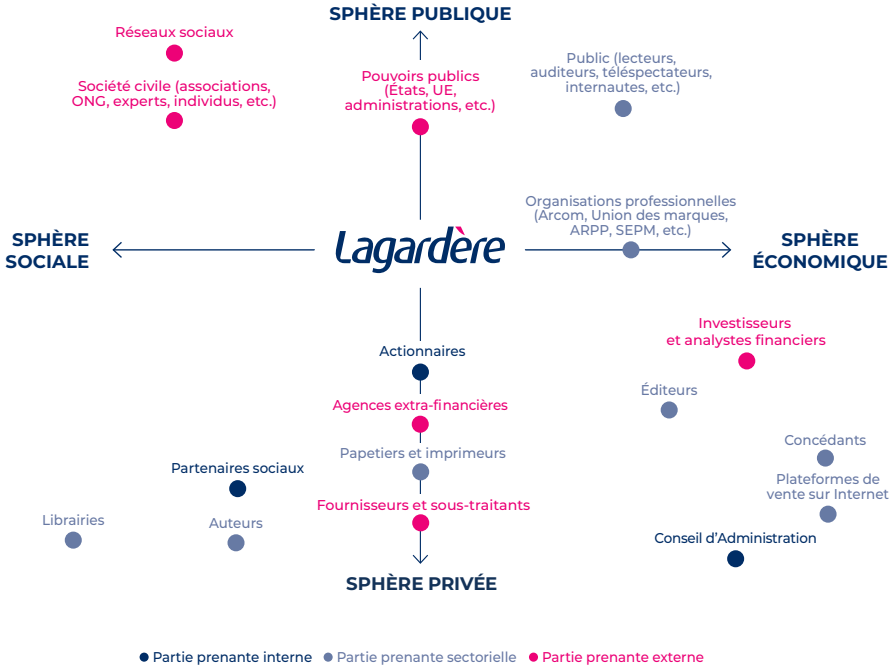 SPHÈRE PUBLIQUE
Réseaux sociaux
Société civile (associations,
ONG, experts, individus, etc.)
Pouvoirs publics
(États, UE,
administrations, etc.)
Public (lecteurs,
auditeurs, téléspectateurs,
internautes, etc.)
Organisations professionnelles
(Arcom, Union des marques,
ARPP, SEPM, etc.)
SPHÈRE
SOCIALE
Lagardère
SPHÈRE
ÉCONOMIQUE
Investisseurs
et analystes financiers
Actionnaires
Éditeurs
Agences extra-financières
Concédants
Papetiers et imprimeurs
Partenaires sociaux
Plateformes de
vente sur Internet
Fournisseurs et sous-traitants
Librairies
Auteurs
Conseil d’Administration
SPHÈRE PRIVÉE
Partie prenante interne Partie prenante sectorielle Partie prenante externe